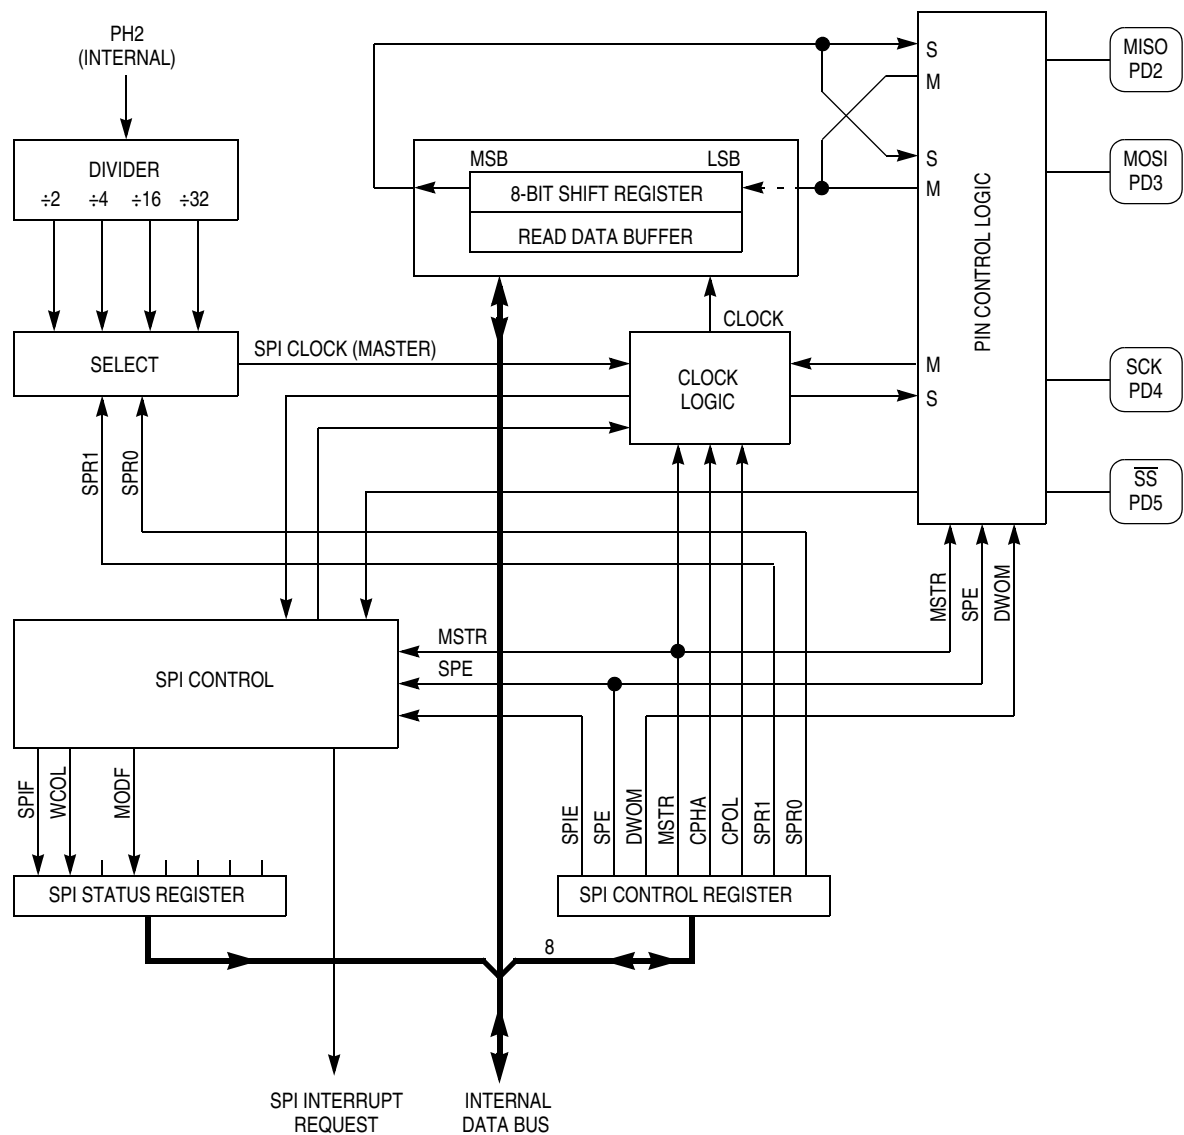 PH2
(INTERNAL)
DIVIDER
÷2 ÷4 ÷16 ÷32
SELECT
SPI CLOCK (MASTER)
SPR1
SPR0
MSB LSB
8-BIT SHIFT REGISTER
READ DATA BUFFER
CLOCK
CLOCK
LOGIC
S
M
S
M
M
S
PIN CONTROL LOGIC
MISO
PD2
MOSI
PD3
SCK
PD4
SS
PD5
MSTR
SPE
DWOM
MSTR
SPE
SPI CONTROL
SPIF
WCOL
MODF
SPIE
SPE
DWOM
MSTR
CPHA
CPOL
SPR1
SPR0
SPI STATUS REGISTER
SPI CONTROL REGISTER
8
SPI INTERRUPT
REQUEST
INTERNAL
DATA BUS